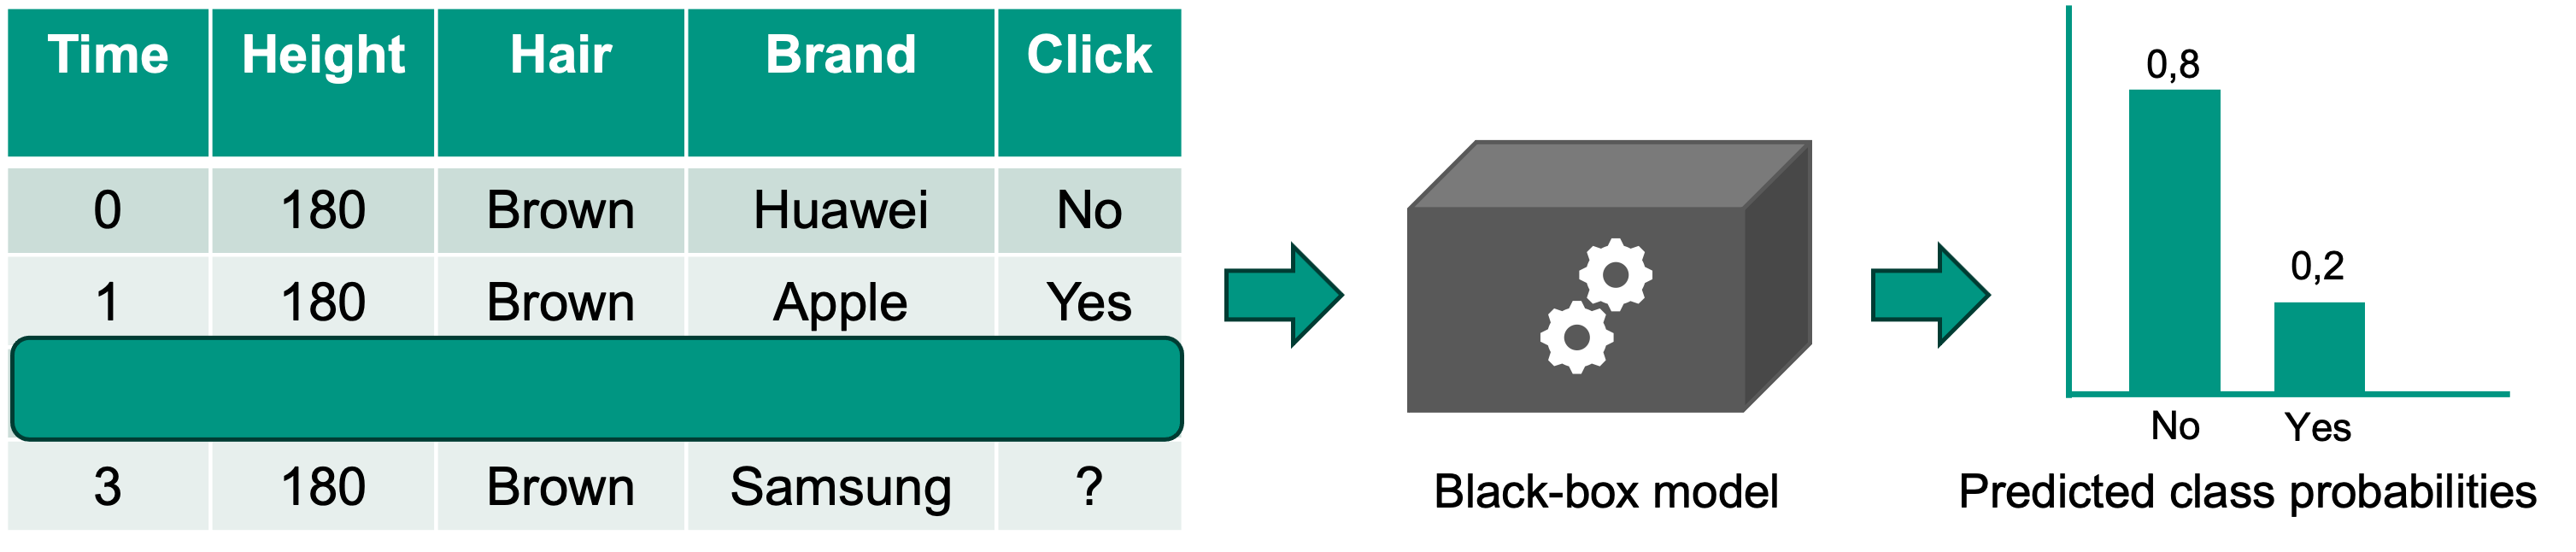 Time Height Hair Brand Click
0 180 Brown Huawei No
1 180 Brown Apple Yes
3 180 Brown Samsung ?
Black-box model
0,8
0,2
No Yes
Predicted class probabilities